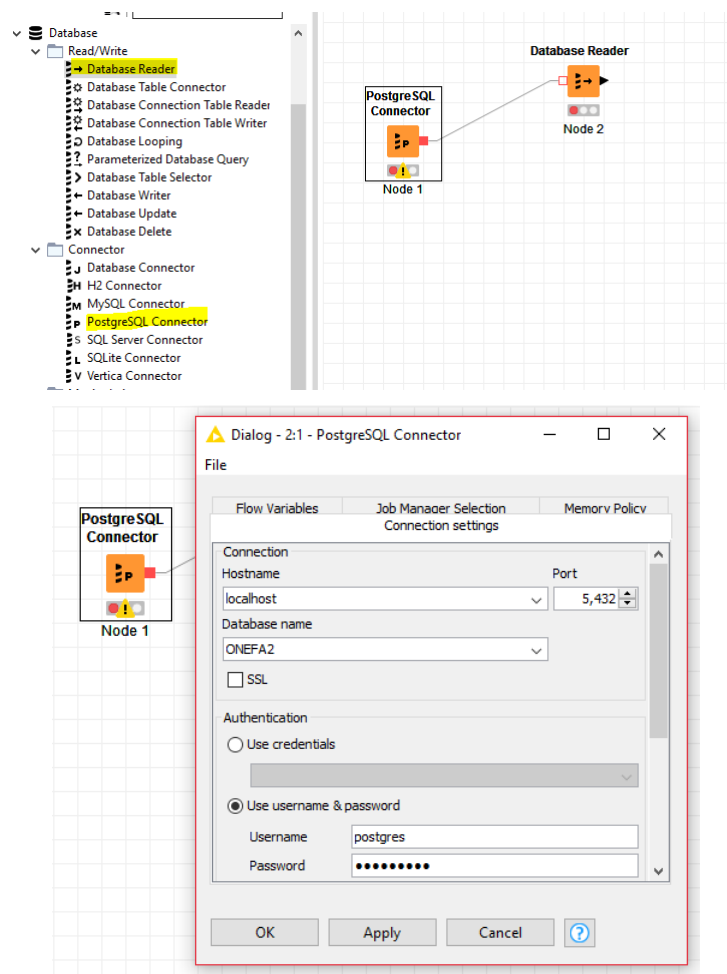 Database
Read/Write
Database Reader
Database Table Connector
Database Connection Table Reader
Database Connection Table Writer
Database Looping
Parameterized Database Query
Database Table Selector
Database Writer
Database Update
Database Delete
Connector
J Database Connector
H H2 Connector
M MySQL Connector
P PostgreSQL Connector
S SQL Server Connector
L SQLite Connector
V Vertica Connector
Database Reader
Node 2
PostgreSQL
Connector
P
Node 1
PostgreSQL
Connector
P
Node 1
Dialog - 2:1 - PostgreSQL Connector
File
Flow Variables Job Manager Selection Memory Policy
Connection settings
Connection
Hostname Port
localhost 5,432
Database name
ONEFA2
SSL
Authentication
Use credentials
Use username & password
Username postgres
Password •••••••••
OK Apply Cancel ?